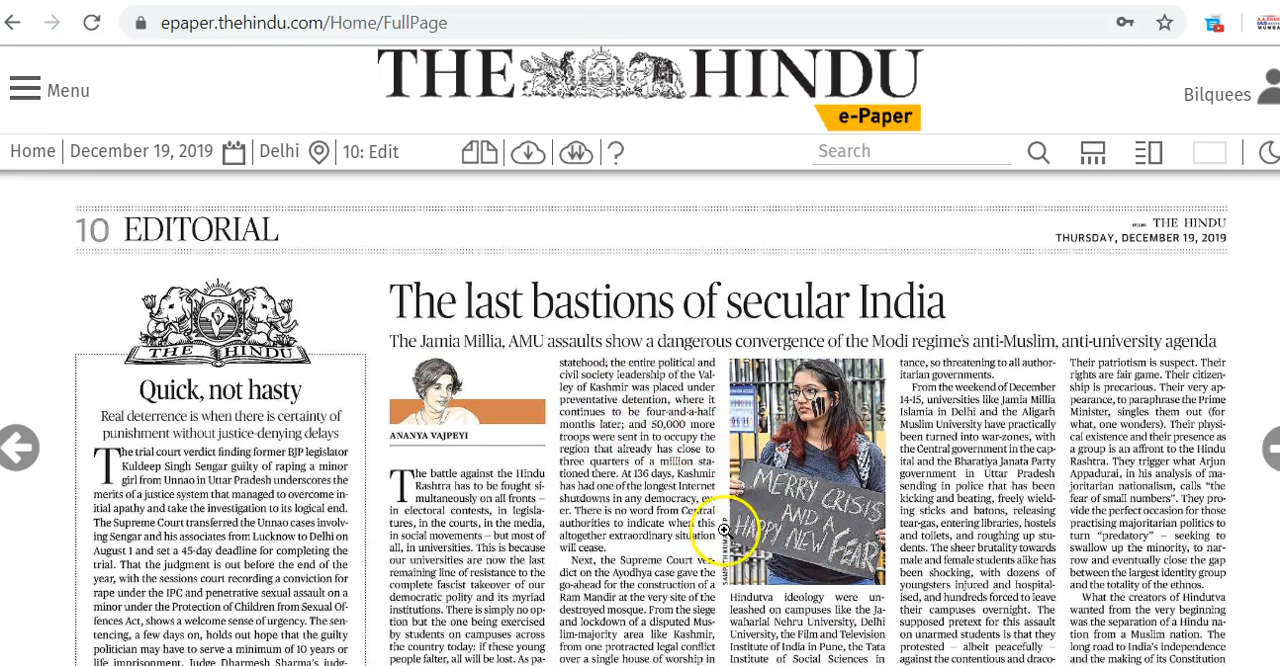 epaper.thehindu.com/Home/FullPage
Menu
THE HINDU
e-Paper
Bilquees
Home
December 19, 2019
Delhi
10: Edit
?
Search
10 EDITORIAL
THE HINDU
THURSDAY, DECEMBER 19, 2019
THE HINDU
Quick, not hasty
Real deterrence is when there is certainty of
punishment without justice-denying delays
The trial court verdict finding former BJP legislator
Kuldeep Singh Sengar guilty of raping a minor
girl from Unnao in Uttar Pradesh underscores the
merits of a justice system that managed to overcome in-
itial apathy and take the investigation to its logical end.
The Supreme Court transferred the Unnao cases involv-
ing Sengar and his associates from Lucknow to Delhi on
August 1 and set a 45-day deadline for completing the
trial. That the judgment is out before the end of the
year, with the sessions court recording a conviction for
rape under the IPC and penetrative sexual assault on a
minor under the Protection of Children from Sexual Of-
fences Act, shows a welcome sense of urgency. The sen-
tencing, a few days on, holds out hope that the guilty
politician may have to serve a minimum of 10 years or
life imprisonment. Judge Dharmesh Sharma's judg-
The last bastions of secular India
The Jamia Millia, AMU assaults show a dangerous convergence of the Modi regime's anti-Muslim, anti-university agenda
ANANYA VAJPEYI
The battle against the Hindu
Rashtra has to be fought si-
multaneously on all fronts –
in electoral contests, in legisla-
tures, in the courts, in the media,
in social movements – but most of
all, in universities. This is because
our universities are now the last
remaining line of resistance to the
complete fascist takeover of our
democratic polity and its myriad
institutions. There is simply no op-
tion but the one being exercised
by students on campuses across
the country today: if these young
people falter, all will be lost. As pa-
statehood; the entire political and
civil society leadership of the Val-
ley of Kashmir was placed under
preventative detention, where it
continues to be four-and-a-half
months later; and 50,000 more
troops were sent in to occupy the
region that already has close to
three quarters of a million sta-
tioned there. At 136 days, Kashmir
has had one of the longest Internet
shutdowns in any democracy, ev-
er. There is no word from Central
authorities to indicate when this
altogether extraordinary situation
will cease.
Next, the Supreme Court ver-
dict on the Ayodhya case gave the
go-ahead for the construction of a
Ram Mandir at the very site of the
destroyed mosque. From the siege
and lockdown of a disputed Mus-
lim-majority area like Kashmir,
from one protracted legal conflict
over a single house of worship in
MERRY CRISIS
AND A
HAPPY NEW FEAR
Hindutva ideology were un-
leashed on campuses like the Ja-
waharlal Nehru University, Delhi
University, the Film and Television
Institute of India in Pune, the Tata
Institute of Social Sciences in
tance, so threatening to all author-
itarian governments.
From the weekend of December
14-15, universities like Jamia Millia
Islamia in Delhi and the Aligarh
Muslim University have practically
been turned into war-zones, with
the Central government in the cap-
ital and the Bharatiya Janata Party
government in Uttar Pradesh
sending in police that has been
kicking and beating, freely wield-
ing sticks and batons, releasing
tear-gas, entering libraries, hostels
and toilets, and roughing up stu-
dents. The sheer brutality towards
male and female students alike has
been shocking, with dozens of
youngsters injured and hospital-
ised, and hundreds forced to leave
their campuses overnight. The
supposed pretext for this assault
on unarmed students is that they
protested – albeit peacefully –
against the contentious and draco-
Their patriotism is suspect. Their
rights are fair game. Their citizen-
ship is precarious. Their very ap-
pearance, to paraphrase the Prime
Minister, singles them out (for
what, one wonders). Their physi-
cal existence and their presence as
a group is an affront to the Hindu
Rashtra. They trigger what Arjun
Appadurai, in his analysis of ma-
joritarian nationalism, calls “the
fear of small numbers”. They pro-
vide the perfect occasion for those
practising majoritarian politics to
turn “predatory” – seeking to
swallow up the minority, to nar-
row and eventually close the gap
between the largest identity group
and the totality of the ethnos.
What the creators of Hindutva
wanted from the very beginning
was the separation of a Hindu na-
tion from a Muslim nation. The
long road to India's independence
and the making of its Constitution